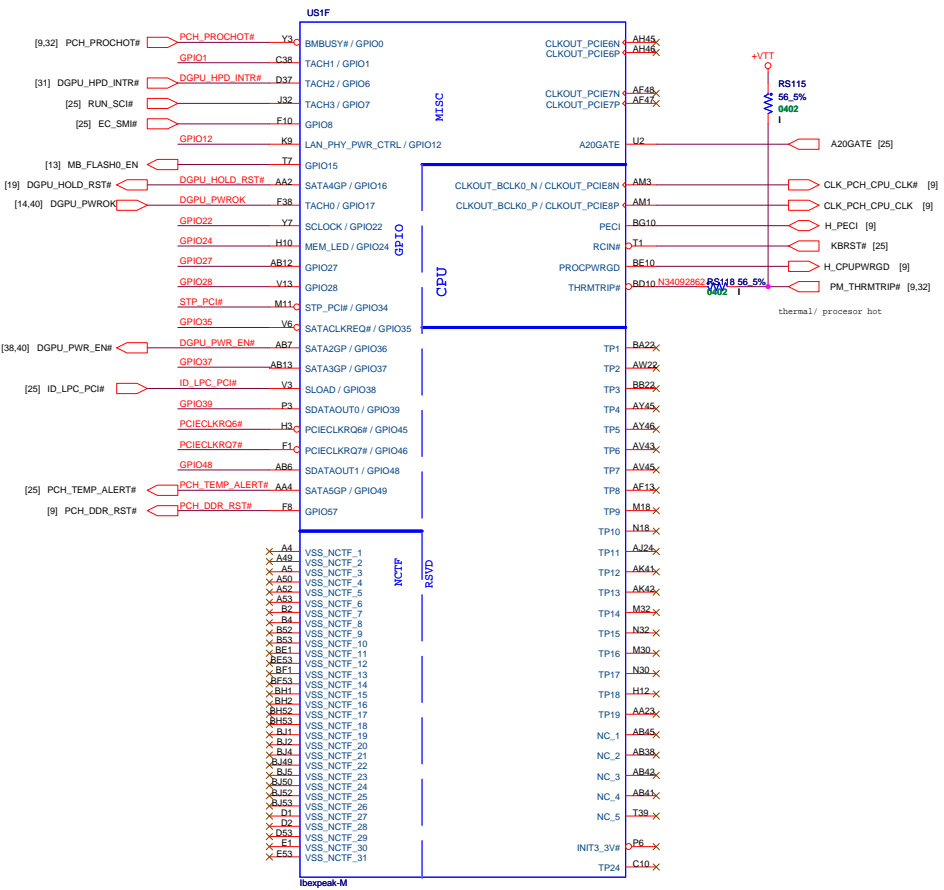 US1F
[9,32] PCH_PROCHOT# PCH_PROCHOT# Y3 BMBUSY# / GPIO0
GPIO1 C38 TACH1 / GPIO1
[31] DGPU_HPD_INTR# DGPU_HPD_INTR# D37 TACH2 / GPIO6
[25] RUN_SCI# J32 TACH3 / GPIO7
[25] EC_SMI# F10 GPIO8
GPIO12 K9 LAN_PHY_PWR_CTRL / GPIO12
[13] MB_FLASH0_EN T7 GPIO15
[19] DGPU_HOLD_RST# DGPU_HOLD_RST# AA2 SATA4GP / GPIO16
[14,40] DGPU_PWROK DGPU_PWROK F38 TACH0 / GPIO17
GPIO22 Y7 SCLOCK / GPIO22
GPIO24 H10 MEM_LED / GPIO24
GPIO27 AB12 GPIO27
GPIO28 V13 GPIO28
STP_PCI# M11 STP_PCI# / GPIO34
GPIO35 V6 SATACLKREQ# / GPIO35
[38,40] DGPU_PWR_EN# DGPU_PWR_EN# AB7 SATA2GP / GPIO36
GPIO37 AB13 SATA3GP / GPIO37
[25] ID_LPC_PCI# ID_LPC_PCI# V3 SLOAD / GPIO38
GPIO39 P3 SDATAOUT0 / GPIO39
PCIECLKRQ6# H3 PCIECLKRQ6# / GPIO45
PCIECLKRQ7# F1 PCIECLKRQ7# / GPIO46
GPIO48 AB6 SDATAOUT1 / GPIO48
[25] PCH_TEMP_ALERT# PCH_TEMP_ALERT# AA4 SATA5GP / GPIO49
[9] PCH_DDR_RST# PCH_DDR_RST# F8 GPIO57
A4 VSS_NCTF_1
A49 VSS_NCTF_2
A5 VSS_NCTF_3
A50 VSS_NCTF_4
A52 VSS_NCTF_5
A53 VSS_NCTF_6
B2 VSS_NCTF_7
B4 VSS_NCTF_8
B52 VSS_NCTF_9
B53 VSS_NCTF_10
BE1 VSS_NCTF_11
BE53 VSS_NCTF_12
BF1 VSS_NCTF_13
BF53 VSS_NCTF_14
BH1 VSS_NCTF_15
BH2 VSS_NCTF_16
BH52 VSS_NCTF_17
BH53 VSS_NCTF_18
BJ1 VSS_NCTF_19
BJ2 VSS_NCTF_20
BJ4 VSS_NCTF_21
BJ49 VSS_NCTF_22
BJ5 VSS_NCTF_23
BJ50 VSS_NCTF_24
BJ52 VSS_NCTF_25
BJ53 VSS_NCTF_26
D1 VSS_NCTF_27
D2 VSS_NCTF_28
D53 VSS_NCTF_29
E1 VSS_NCTF_30
E53 VSS_NCTF_31
MISC
GPIO
CPU
NCTF
RSVD
CLKOUT_PCIE6N AH45
CLKOUT_PCIE6P AH46
CLKOUT_PCIE7N AF48
CLKOUT_PCIE7P AF47
A20GATE U2 A20GATE [25]
CLKOUT_BCLK0_N / CLKOUT_PCIE8N AM3 CLK_PCH_CPU_CLK# [9]
CLKOUT_BCLK0_P / CLKOUT_PCIE8P AM1 CLK_PCH_CPU_CLK [9]
PECI BG10 H_PECI [9]
RCIN# T1 KBRST# [25]
PROCPWRGD BE10 H_CPUPWRGD [9]
THRMTRIP# BD10 N34092862 RS118 56_5% PM_THRMTRIP# [9,32]
0402 I
thermal/ procesor hot
+VTT
RS115
56_5%
0402
I
TP1 BA22
TP2 AW22
TP3 BB22
TP4 AY45
TP5 AY46
TP6 AV43
TP7 AV45
TP8 AF13
TP9 M18
TP10 N18
TP11 AJ24
TP12 AK41
TP13 AK42
TP14 M32
TP15 N32
TP16 M30
TP17 N30
TP18 H12
TP19 AA23
NC_1 AB45
NC_2 AB38
NC_3 AB42
NC_4 AB41
NC_5 T39
INIT3_3V# P6
TP24 C10
Ibexpeak-M